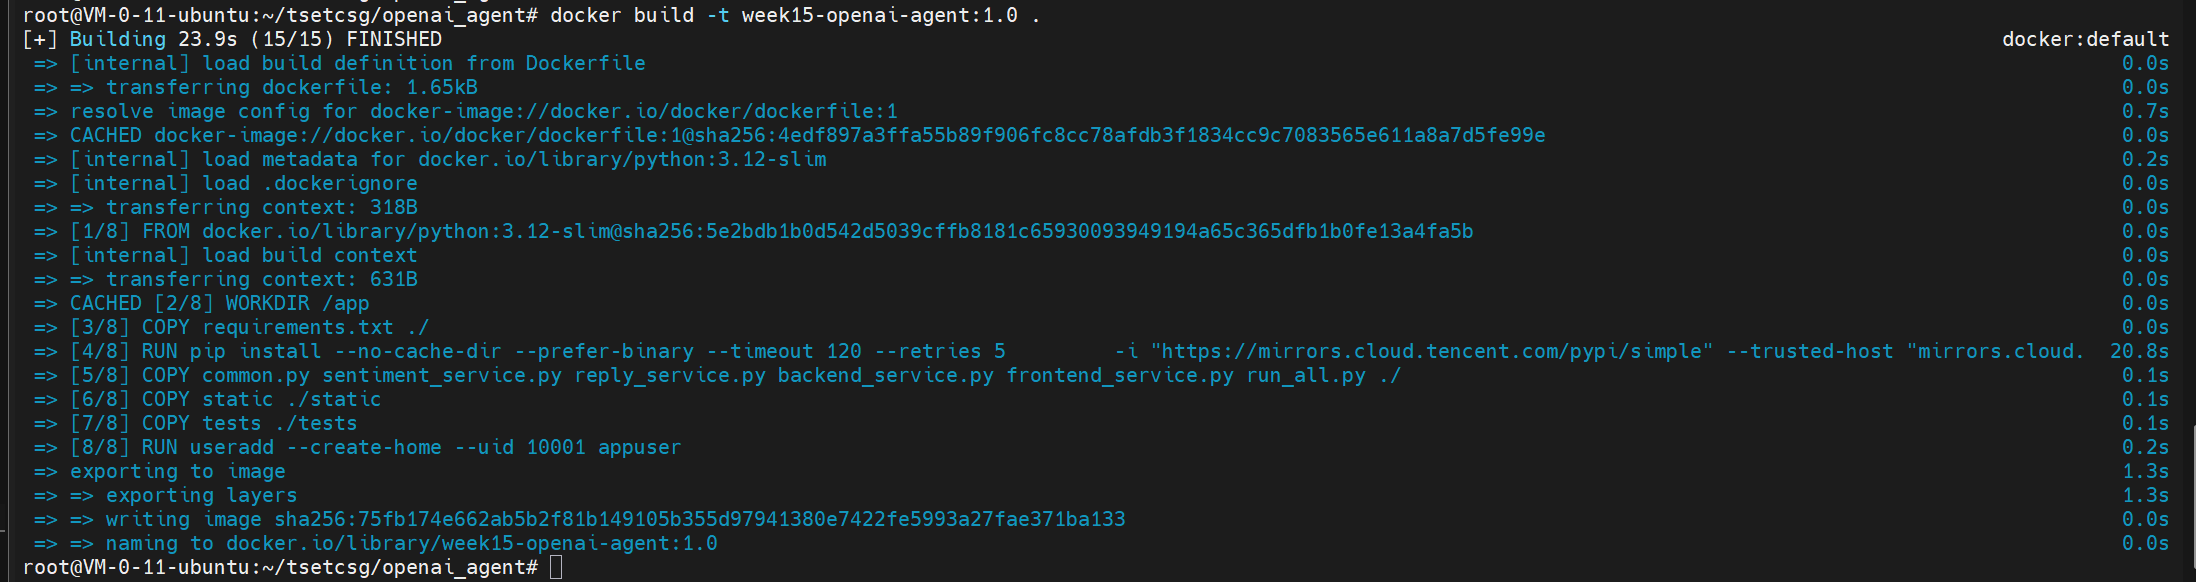 root@VM-0-11-ubuntu:~/tsetcsg/openai_agent# docker build -t week15-openai-agent:1.0 .
[+] Building 23.9s (15/15) FINISHED docker:default
=> [internal] load build definition from Dockerfile 0.0s
=> => transferring dockerfile: 1.65kB 0.0s
=> resolve image config for docker-image://docker.io/docker/dockerfile:1 0.7s
=> CACHED docker-image://docker.io/docker/dockerfile:1@sha256:4edf897a3ffa55b89f906fc8cc78afdb3f1834cc9c7083565e611a8a7d5fe99e 0.0s
=> [internal] load metadata for docker.io/library/python:3.12-slim 0.2s
=> [internal] load .dockerignore 0.0s
=> => transferring context: 318B 0.0s
=> [1/8] FROM docker.io/library/python:3.12-slim@sha256:5e2bdb1b0d542d5039cffb8181c65930093949194a65c365dfb1b0fe13a4fa5b 0.0s
=> [internal] load build context 0.0s
=> => transferring context: 631B 0.0s
=> CACHED [2/8] WORKDIR /app 0.0s
=> [3/8] COPY requirements.txt ./ 0.0s
=> [4/8] RUN pip install --no-cache-dir --prefer-binary --timeout 120 --retries 5 -i "https://mirrors.cloud.tencent.com/pypi/simple" --trusted-host "mirrors.cloud. 20.8s
=> [5/8] COPY common.py sentiment_service.py reply_service.py backend_service.py frontend_service.py run_all.py ./ 0.1s
=> [6/8] COPY static ./static 0.1s
=> [7/8] COPY tests ./tests 0.1s
=> [8/8] RUN useradd --create-home --uid 10001 appuser 0.2s
=> exporting to image 1.3s
=> => exporting layers 1.3s
=> => writing image sha256:75fb174e662ab5b2f81b149105b355d97941380e7422fe5993a27fae371ba133 0.0s
=> => naming to docker.io/library/week15-openai-agent:1.0 0.0s
root@VM-0-11-ubuntu:~/tsetcsg/openai_agent#